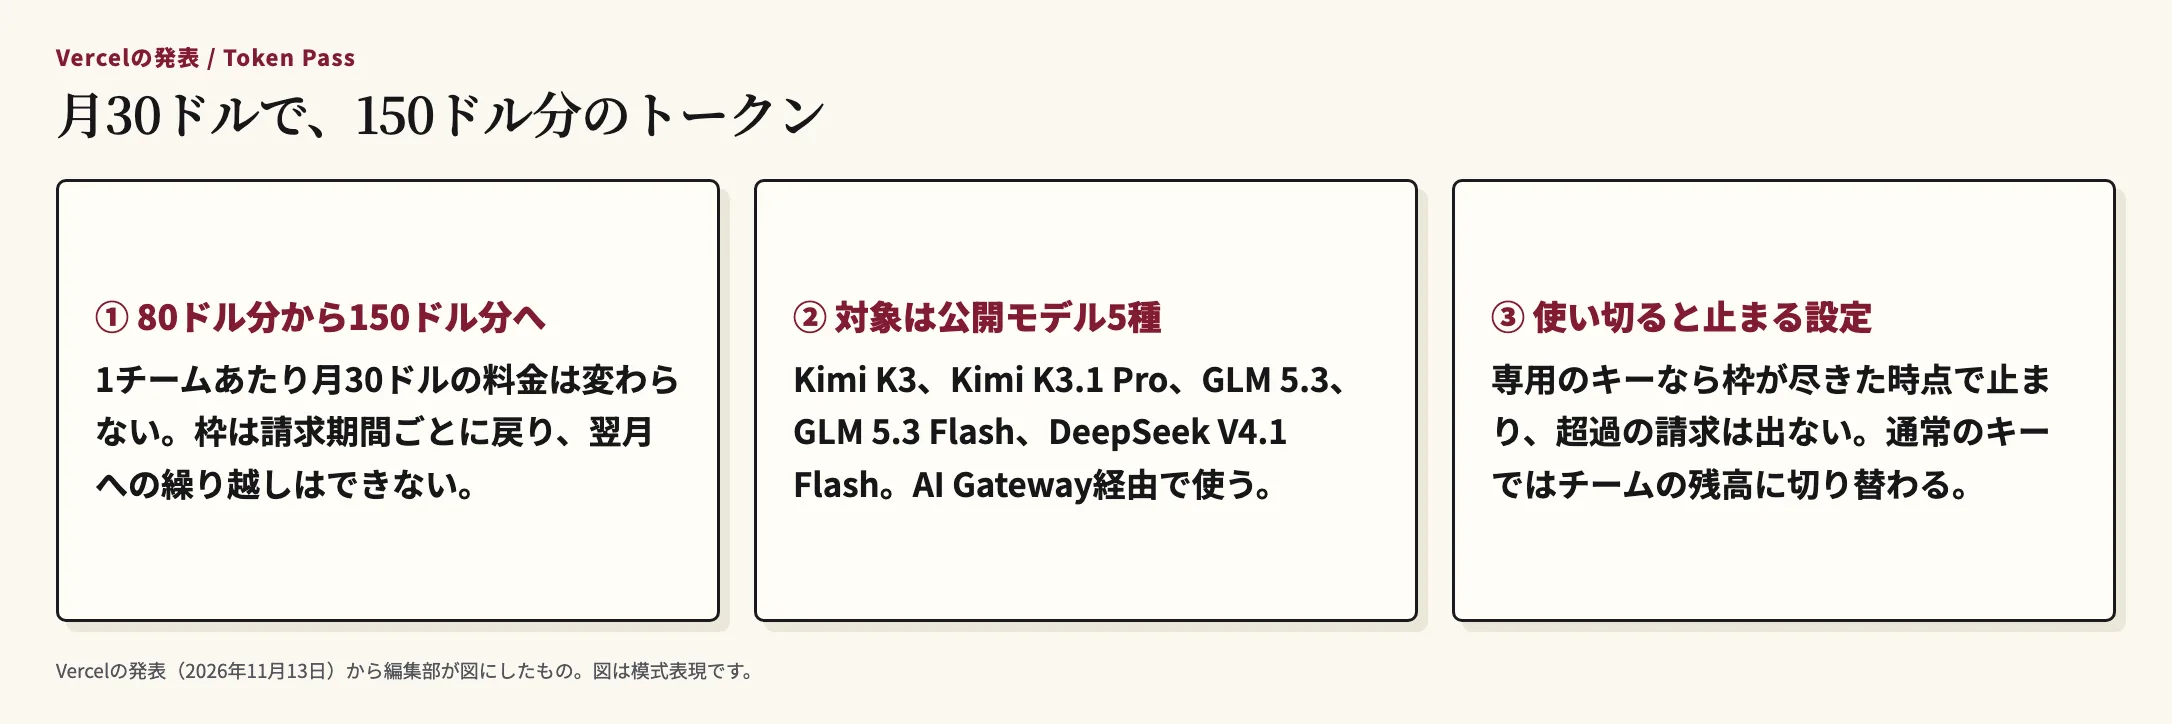 Vercelの発表 / Token Pass
月30ドルで、150ドル分のトークン
① 80ドル分から150ドル分へ
1チームあたり月30ドルの料金は変わら
ない。枠は請求期間ごとに戻り、翌月
への繰り越しはできない。
② 対象は公開モデル5種
Kimi K3、Kimi K3.1 Pro、GLM 5.3、
GLM 5.3 Flash、DeepSeek V4.1
Flash。AI Gateway経由で使う。
③ 使い切ると止まる設定
専用のキーなら枠が尽きた時点で止ま
り、超過の請求は出ない。通常のキー
ではチームの残高に切り替わる。
Vercelの発表（2026年11月13日）から編集部が図にしたもの。図は模式表現です。